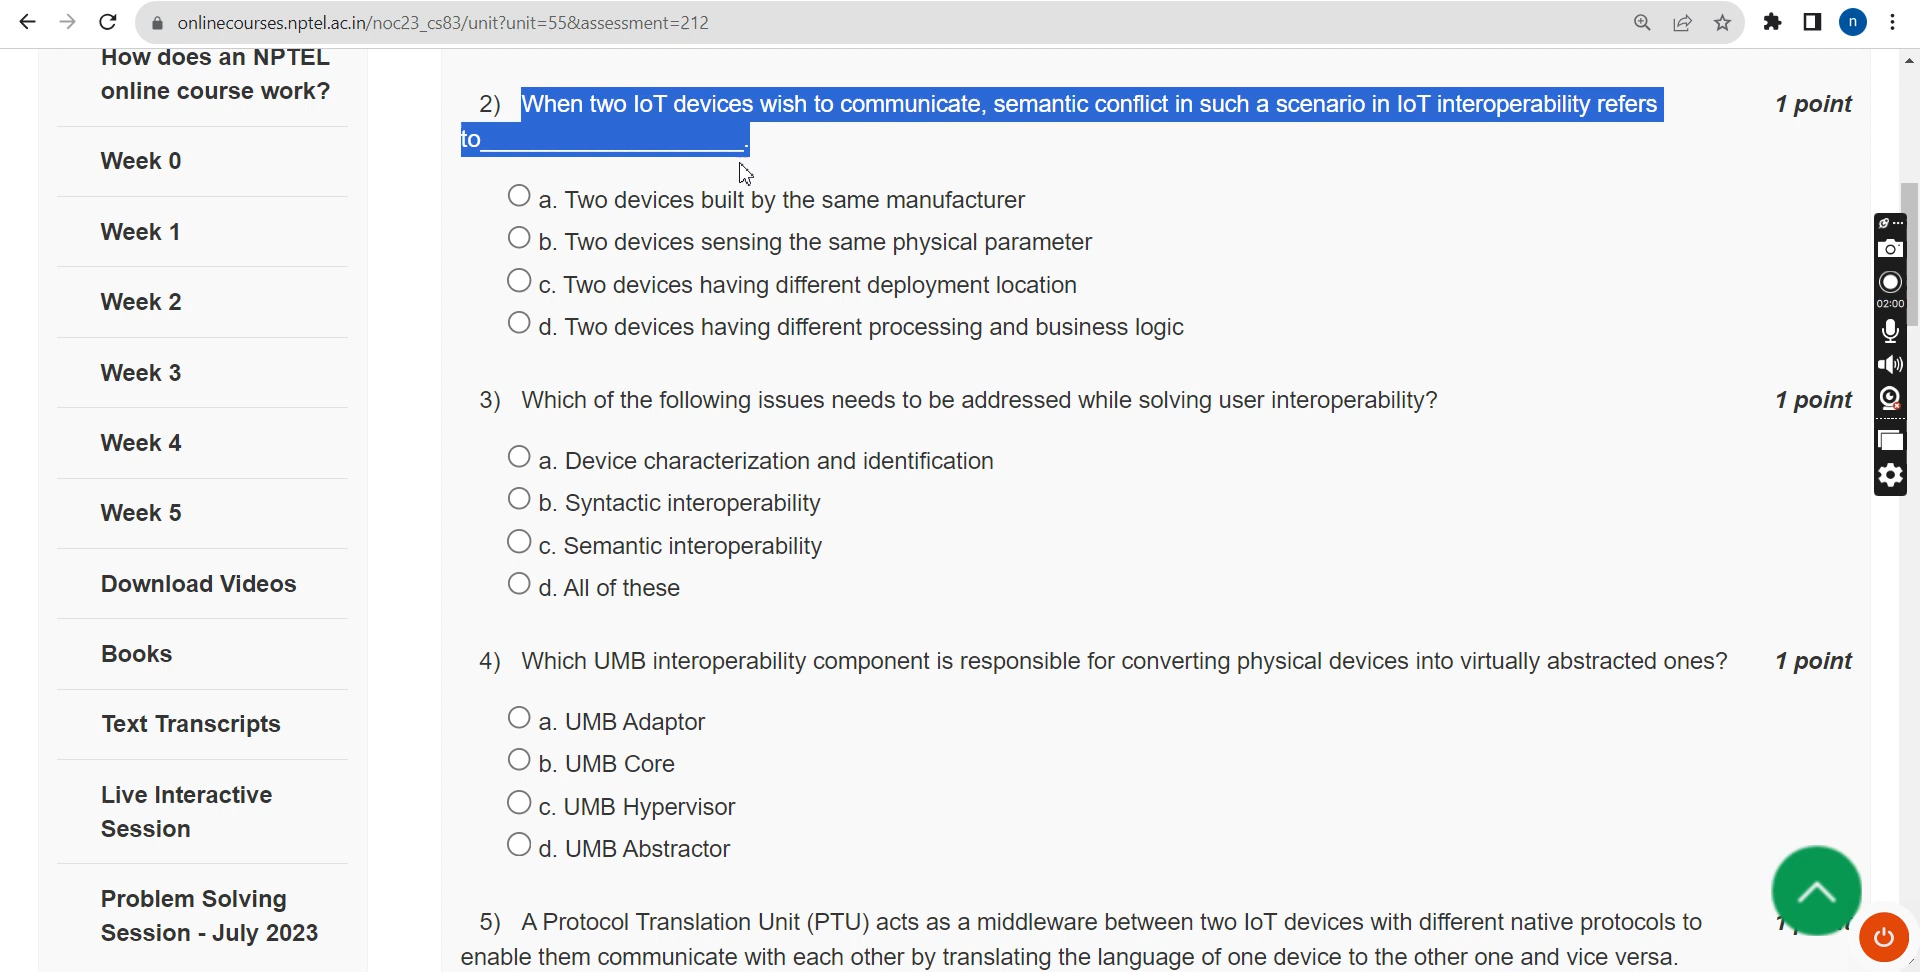 onlinecourses.nptel.ac.in/noc23_cs83/unit?unit=55&assessment=212
n
How does an NPTEL
online course work?
Week 0
Week 1
Week 2
Week 3
Week 4
Week 5
Download Videos
Books
Text Transcripts
Live Interactive
Session
Problem Solving
Session - July 2023
2) When two IoT devices wish to communicate, semantic conflict in such a scenario in IoT interoperability refers 1 point
to______________________.
a. Two devices built by the same manufacturer
b. Two devices sensing the same physical parameter
c. Two devices having different deployment location
d. Two devices having different processing and business logic
3) Which of the following issues needs to be addressed while solving user interoperability? 1 point
a. Device characterization and identification
b. Syntactic interoperability
c. Semantic interoperability
d. All of these
4) Which UMB interoperability component is responsible for converting physical devices into virtually abstracted ones? 1 point
a. UMB Adaptor
b. UMB Core
c. UMB Hypervisor
d. UMB Abstractor
5) A Protocol Translation Unit (PTU) acts as a middleware between two IoT devices with different native protocols to
enable them communicate with each other by translating the language of one device to the other one and vice versa.
02:00